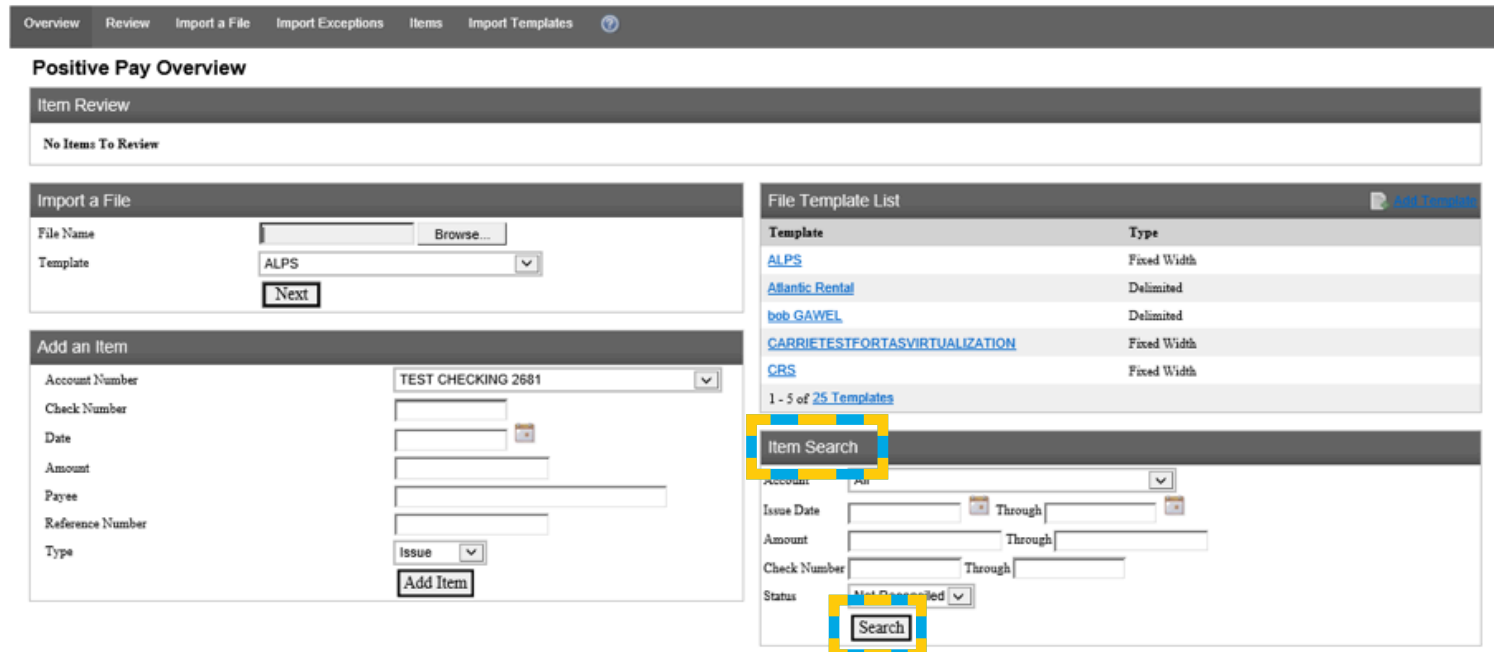 Overview Review Import a File Import Exceptions Items Import Templates ?
Positive Pay Overview
Item Review
No Items To Review
Import a File
File Name Browse...
Template ALPS
Next
Add an Item
Account Number TEST CHECKING 2681
Check Number
Date
Amount
Payee
Reference Number
Type Issue
Add Item
File Template List Add Template
Template Type
ALPS Fixed Width
Atlantic Rental Delimited
bob GAWEL Delimited
CARRIETESTFORTASVIRTUALIZATION Fixed Width
CRS Fixed Width
1 - 5 of 25 Templates
Item Search
Account All
Issue Date Through
Amount Through
Check Number Through
Status Not Reconciled
Search